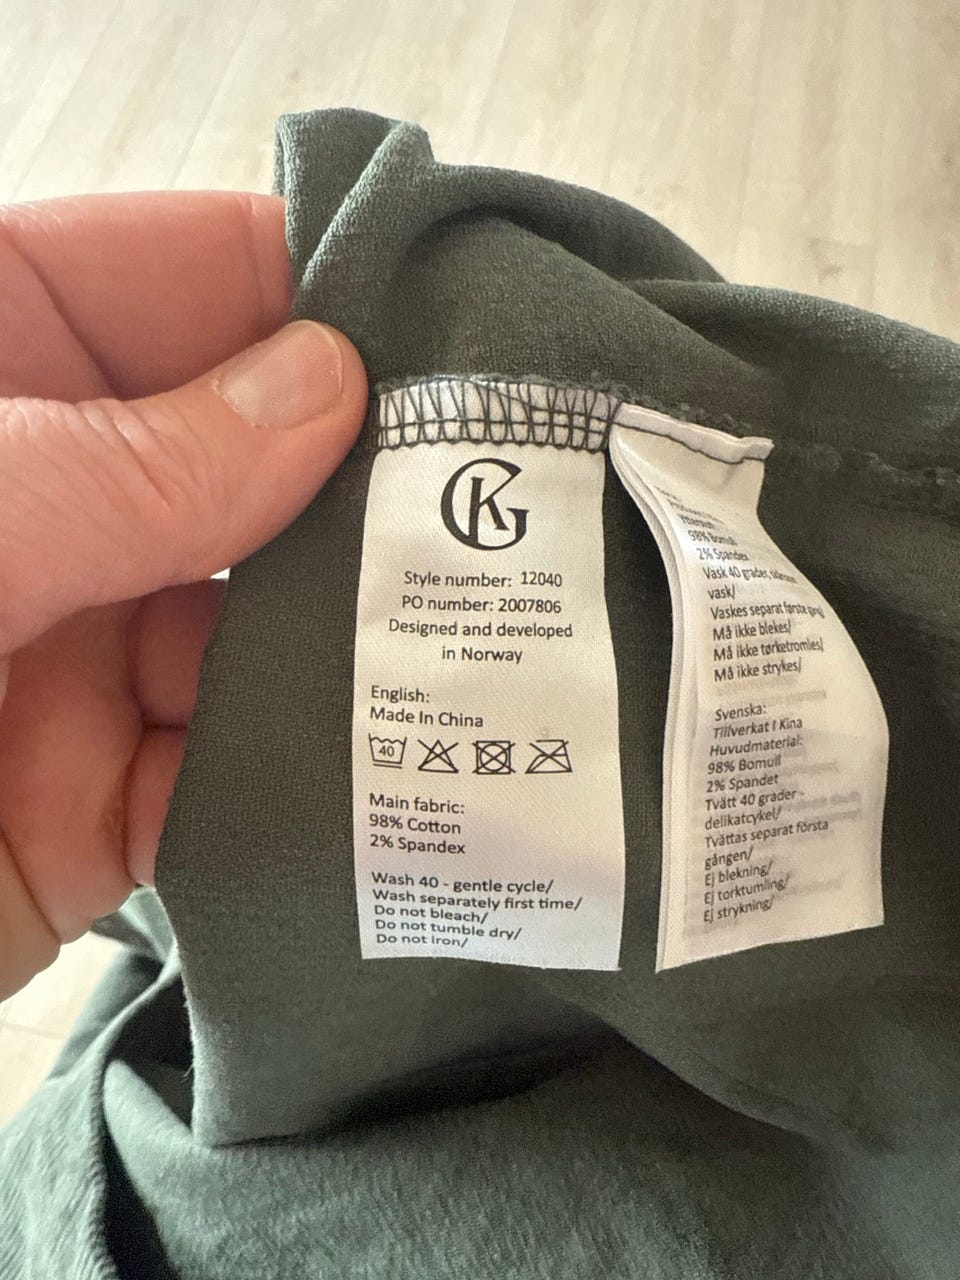 GK
Style number: 12040
PO number: 2007806
Designed and developed
in Norway
English:
Made In China
40
Main fabric:
98% Cotton
2% Spandex
Wash 40 - gentle cycle/
Wash separately first time/
Do not bleach/
Do not tumble dry/
Do not iron/
98% Bomull
2% Spandex
Vask 40 grader,
vask/
Vaskes separat første gang/
Må ikke blekes/
Må ikke tørketromles/
Må ikke strykes/
Svenska:
Tillverkat I Kina
Huvudmaterial:
98% Bomull
2% Spandet
Tvätt 40 grader -
delikatcykel/
Tvättas separat första
gången/
Ej blekning/
Ej torktumling/
Ej strykning/